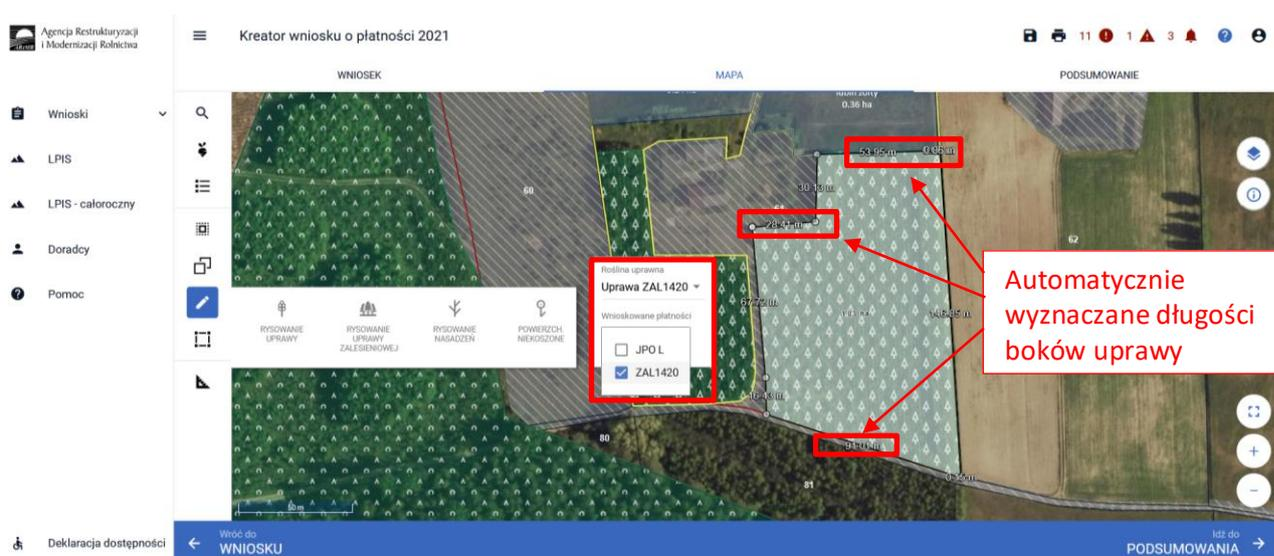 Agencja Restrukturyzacji
i Modernizacji Rolnictwa
Kreator wniosku o płatności 2021
11 1 3
WNIOSEK
MAPA
PODSUMOWANIE
Wnioski
LPIS
LPIS - całoroczny
Doradcy
Pomoc
0.36 ha
53.95 m
30.13 m
60
28.41 m
62
Roślina uprawna
Uprawa ZAL1420
Wnioskowane płatności
JPO L
ZAL1420
67.72 m
Automatycznie
wyznaczane długości
boków uprawy
RYSOWANIE
UPRAWY
RYSOWANIE
UPRAWY
ZALESIENIOWEJ
RYSOWANIE
NASADZEŃ
POWIERZCH.
NIEKOSZONE
80
81
50 m
Wróć do
WNIOSKU
Idź do
PODSUMOWANIA
Deklaracja dostępności